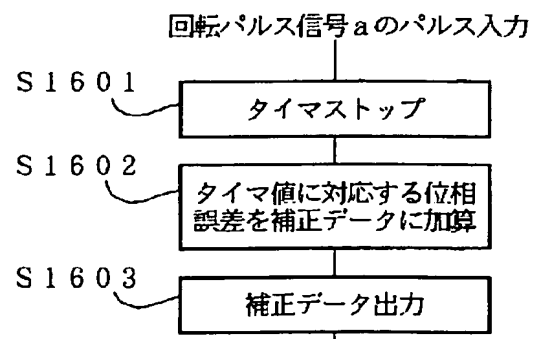 回転パルス信号aのパルス入力
S1601
タイマストップ
S1602
タイマ値に対応する位相
誤差を補正データに加算
S1603
補正データ出力